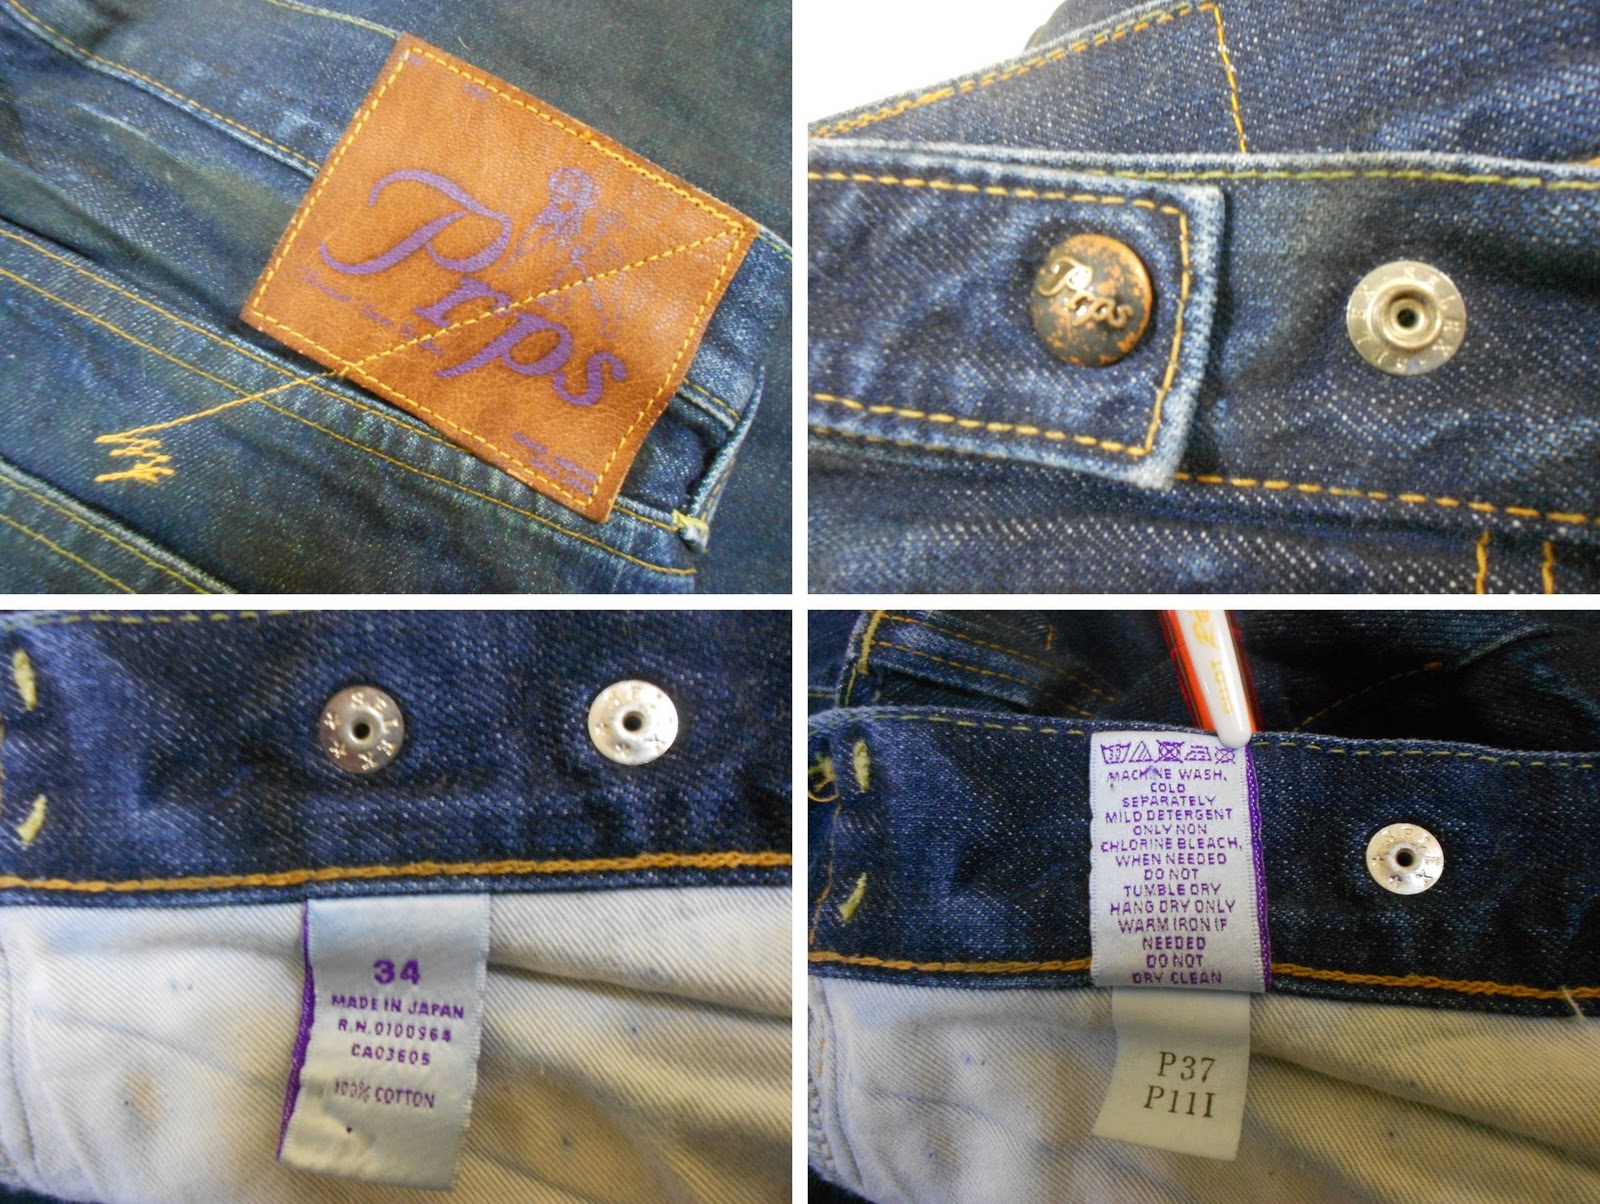 Prps
Prps
34
MADE IN JAPAN
R.N.0100964
CA03605
100% COTTON
MACHINE WASH.
COLD
SEPARATELY
MILD DETERGENT
ONLY NON
CHLORINE BLEACH,
WHEN NEEDED
DO NOT
TUMBLE DRY
HANG DRY ONLY
WARM IRON IF
NEEDED
DO NOT
DRY CLEAN
P37
P11I